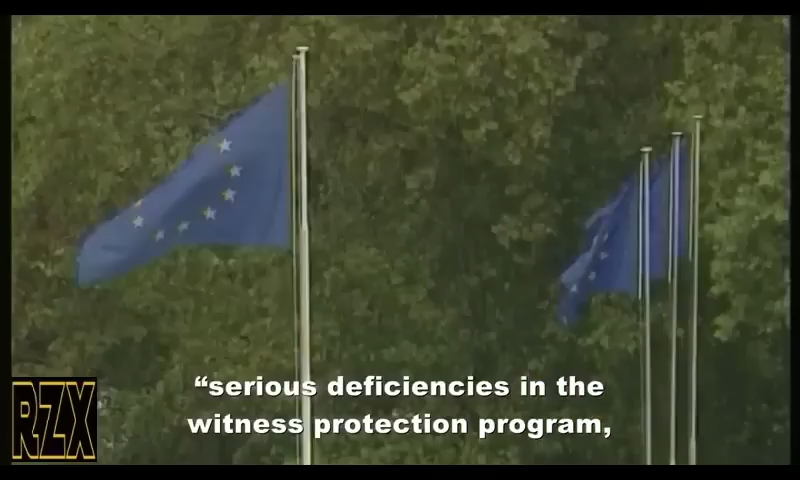 “serious deficiencies in the
witness protection program,
RZX